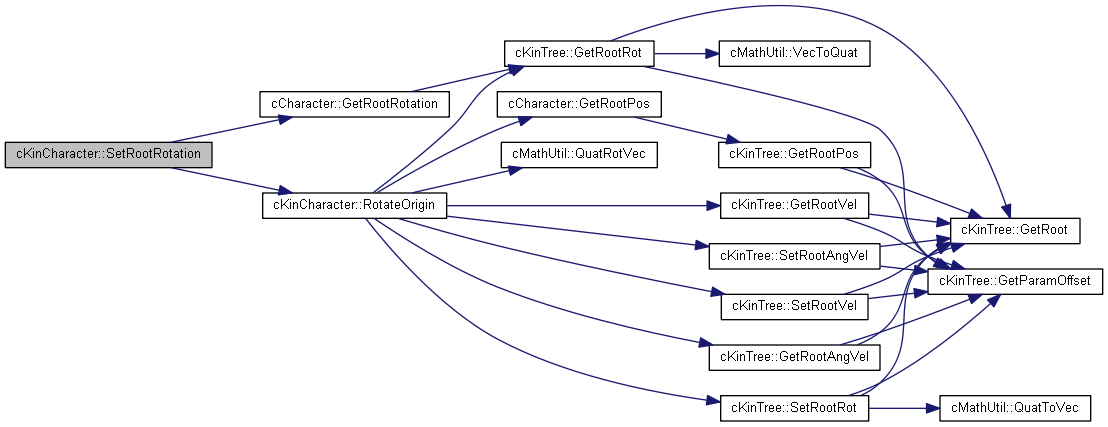 cKinTree::GetRootRot
cMathUtil::VecToQuat
cCharacter::GetRootRotation
cCharacter::GetRootPos
cKinCharacter::SetRootRotation
cMathUtil::QuatRotVec
cKinTree::GetRootPos
cKinCharacter::RotateOrigin
cKinTree::GetRootVel
cKinTree::GetRoot
cKinTree::SetRootAngVel
cKinTree::GetParamOffset
cKinTree::SetRootVel
cKinTree::GetRootAngVel
cKinTree::SetRootRot
cMathUtil::QuatToVec